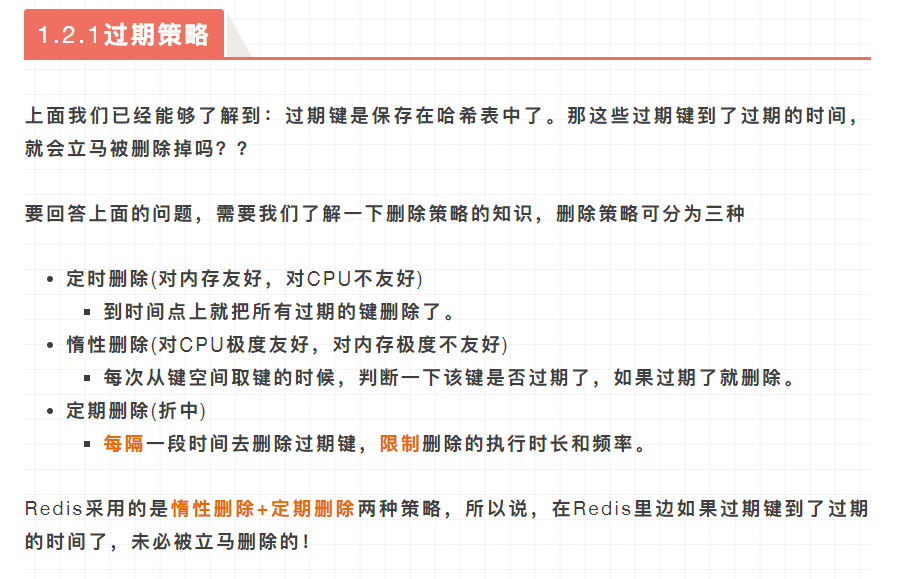 1.2.1过期策略
上面我们已经能够了解到：过期键是保存在哈希表中了。那这些过期键到了过期的时间，
就会立马被删除掉吗？？
要回答上面的问题，需要我们了解一下删除策略的知识，删除策略可分为三种
定时删除(对内存友好，对CPU不友好)
到时间点上就把所有过期的键删除了。
惰性删除(对CPU极度友好，对内存极度不友好)
每次从键空间取键的时候，判断一下该键是否过期了，如果过期了就删除。
定期删除(折中)
每隔一段时间去删除过期键，限制删除的执行时长和频率。
Redis采用的是惰性删除+定期删除两种策略，所以说，在Redis里边如果过期键到了过期
的时间了，未必被立马删除的！